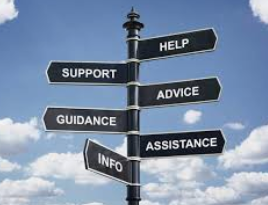 HELP
SUPPORT
ADVICE
GUIDANCE
ASSISTANCE
INFO